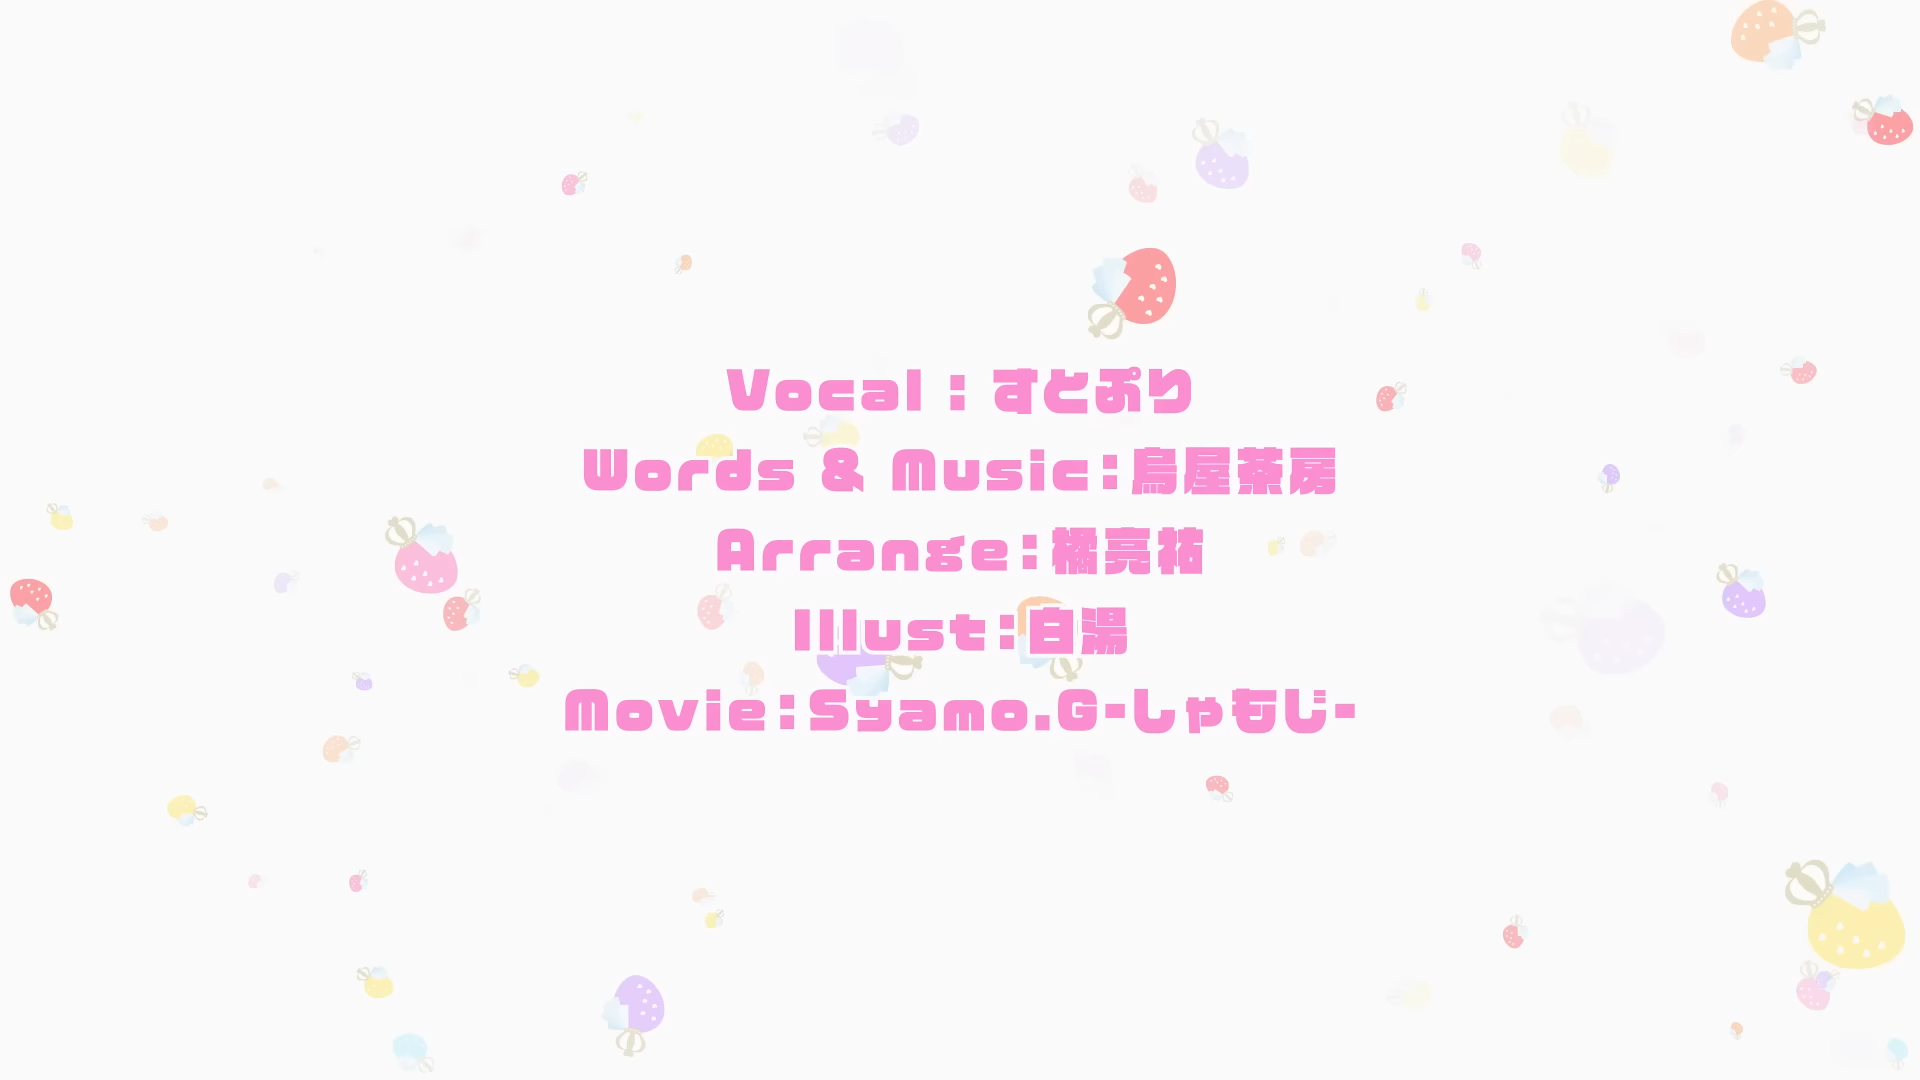 Vocal : すとぷり
Words & Music:烏屋茶房
Arrange:橘亮祐
Illust:白湯
Movie:Syamo.G-しゃもじ-